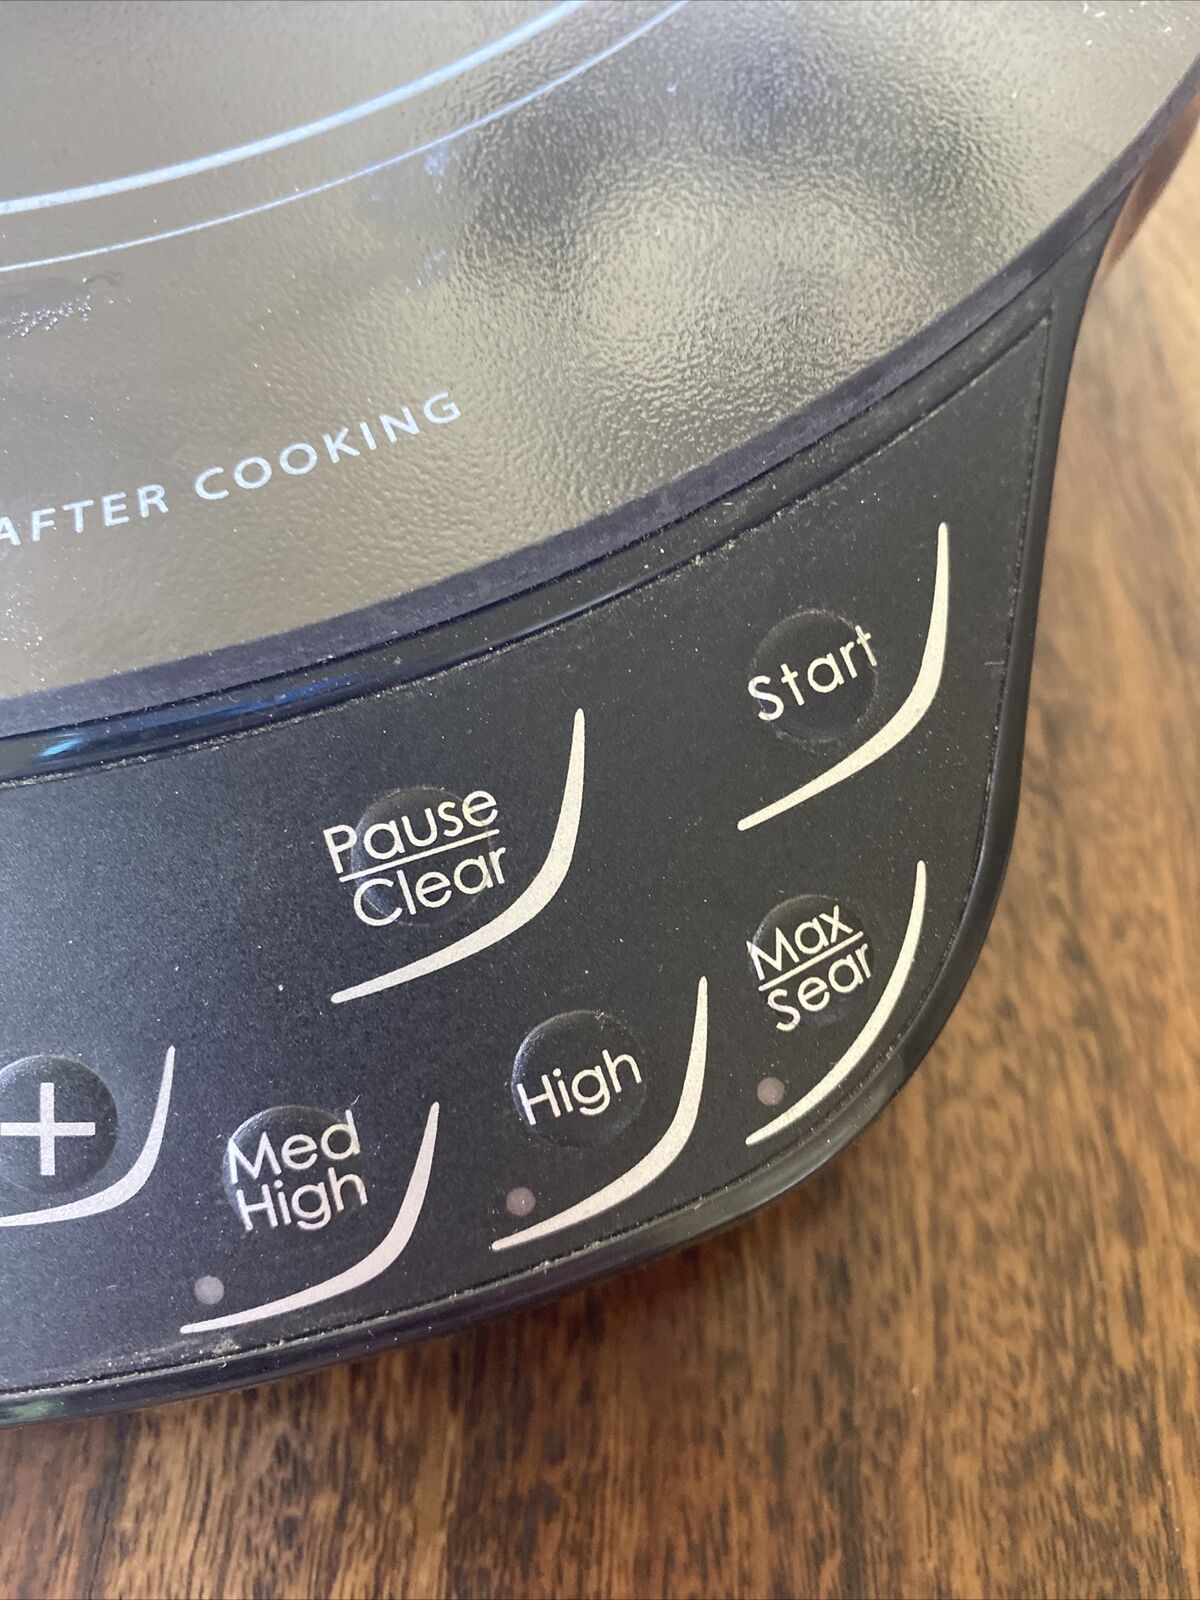 AFTER COOKING
Start
Pause
Clear
Max
Sear
High
Med
High
+